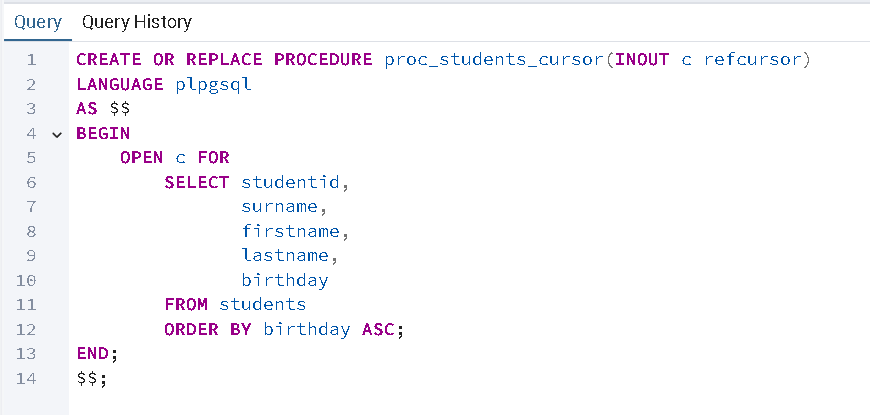 Query Query History
1 CREATE OR REPLACE PROCEDURE proc_students_cursor(INOUT c refcursor)
2 LANGUAGE plpgsql
3 AS $$
4 BEGIN
5 OPEN c FOR
6 SELECT studentid,
7 surname,
8 firstname,
9 lastname,
10 birthday
11 FROM students
12 ORDER BY birthday ASC;
13 END;
14 $$;